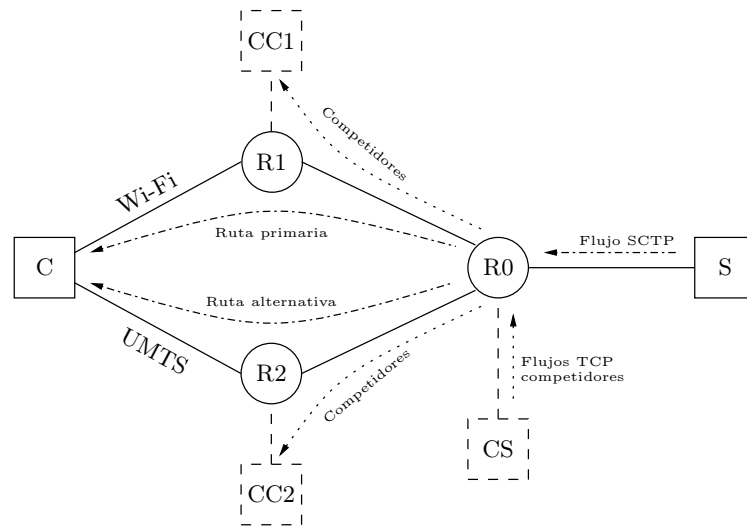 CC1
Competidores
R1
Wi-Fi
Ruta primaria
Flujo SCTP
C
R0
S
Ruta alternativa
UMTS
R2
Competidores
Flujos TCP
competidores
CS
CC2